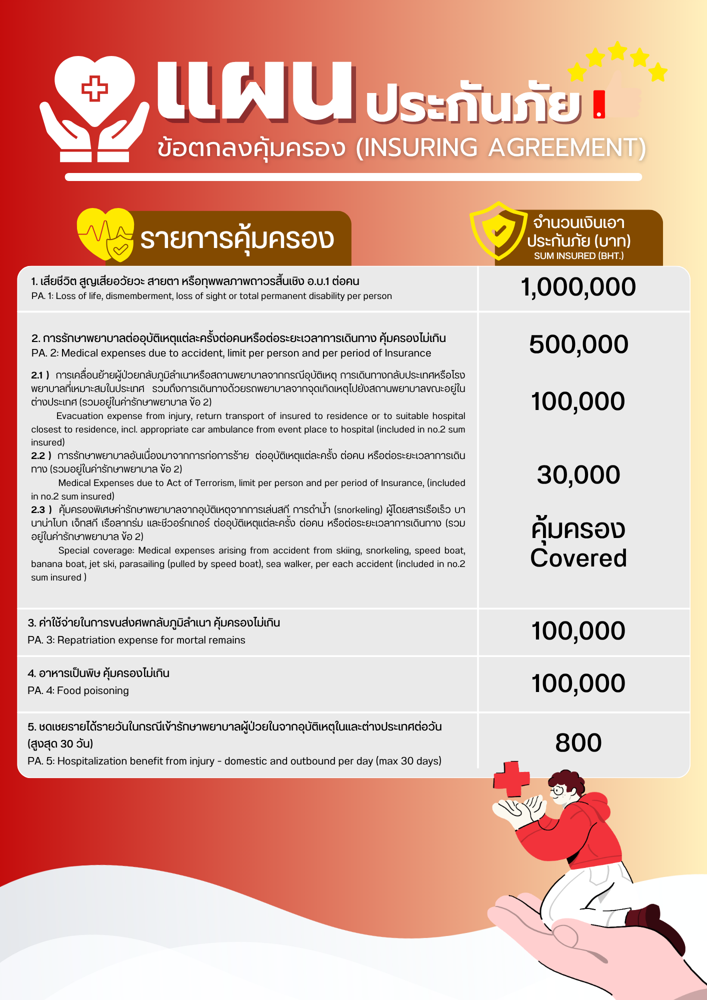 แผน ประกันภัย
ข้อตกลงคุ้มครอง (INSURING AGREEMENT)
รายการคุ้มครอง
จำนวนเงินเอา
ประกันภัย (บาท)
SUM INSURED (BHT.)
1. เสียชีวิต สูญเสียอวัยวะ สายตา หรือทุพพลภาพถาวรสิ้นเชิง อ.บ.1 ต่อคน
PA. 1: Loss of life, dismemberment, loss of sight or total permanent disability per person
1,000,000
2. การรักษาพยาบาลต่ออุบัติเหตุแต่ละครั้งต่อคนหรือต่อระยะเวลาการเดินทาง คุ้มครองไม่เกิน
PA. 2: Medical expenses due to accident, limit per person and per period of Insurance
500,000
2.1 ) การเคลื่อนย้ายผู้ป่วยกลับภูมิลำเนาหรือสถานพยาบาลจากกรณีอุบัติเหตุ การเดินทางกลับประเทศหรือโรง
พยาบาลที่เหมาะสมในประเทศ รวมถึงการเดินทางด้วยรถพยาบาลจากจุดเกิดเหตุไปยังสถานพยาบาลขณะอยู่ใน
ต่างประเทศ (รวมอยู่ในค่ารักษาพยาบาล ข้อ 2)
Evacuation expense from injury, return transport of insured to residence or to suitable hospital
closest to residence, incl. appropriate car ambulance from event place to hospital (included in no.2 sum
insured)
100,000
2.2 ) การรักษาพยาบาลอันเนื่องมาจากการก่อการร้าย ต่ออุบัติเหตุแต่ละครั้ง ต่อคน หรือต่อระยะเวลาการเดิน
ทาง (รวมอยู่ในค่ารักษาพยาบาล ข้อ 2)
Medical Expenses due to Act of Terrorism, limit per person and per period of Insurance, (included
in no.2 sum insured)
30,000
2.3 ) คุ้มครองพิเศษค่ารักษาพยาบาลจากอุบัติเหตุจากการเล่นสกี การดำน้ำ (snorkeling) ผู้โดยสารเรือเร็ว บา
นาน่าโบท เจ็ทสกี เรือลากร่ม และซีวอร์กเกอร์ ต่ออุบัติเหตุแต่ละครั้ง ต่อคน หรือต่อระยะเวลาการเดินทาง (รวม
อยู่ในค่ารักษาพยาบาล ข้อ 2)
Special coverage: Medical expenses arising from accident from skiing, snorkeling, speed boat,
banana boat, jet ski, parasailing (pulled by speed boat), sea walker, per each accident (included in no.2
sum insured )
คุ้มครอง
Covered
3. ค่าใช้จ่ายในการขนส่งศพกลับภูมิลำเนา คุ้มครองไม่เกิน
PA. 3: Repatriation expense for mortal remains
100,000
4. อาหารเป็นพิษ คุ้มครองไม่เกิน
PA. 4: Food poisoning
100,000
5. ชดเชยรายได้รายวันในกรณีเข้ารักษาพยาบาลผู้ป่วยในจากอุบัติเหตุในและต่างประเทศต่อวัน
(สูงสุด 30 วัน)
PA. 5: Hospitalization benefit from injury - domestic and outbound per day (max 30 days)
800